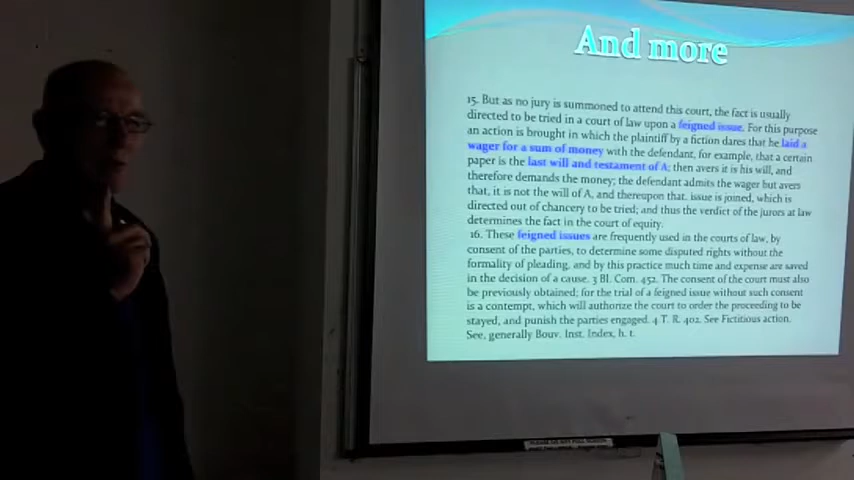 And more
15. But as no jury is summoned to attend this court, the fact is usually
directed to be tried in a court of law upon a feigned issue. For this purpose
an action is brought in which the plaintiff by a fiction dares that he laid a
wager for a sum of money with the defendant, for example, that a certain
paper is the last will and testament of A; then avers it is his will, and
therefore demands the money; the defendant admits the wager but avers
that, it is not the will of A, and thereupon that. issue is joined, which is
directed out of chancery to be tried; and thus the verdict of the jurors at law
determines the fact in the court of equity.
16. These feigned issues are frequently used in the courts of law, by
consent of the parties, to determine some disputed rights without the
formality of pleading, and by this practice much time and expense are saved
in the decision of a cause. 3 Bl. Com. 452. The consent of the court must also
be previously obtained; for the trial of a feigned issue without such consent
is a contempt, which will authorize the court to order the proceeding to be
stayed, and punish the parties engaged. 4 T. R. 402. See Fictitious action.
See, generally Bouv. Inst. Index, h. t.